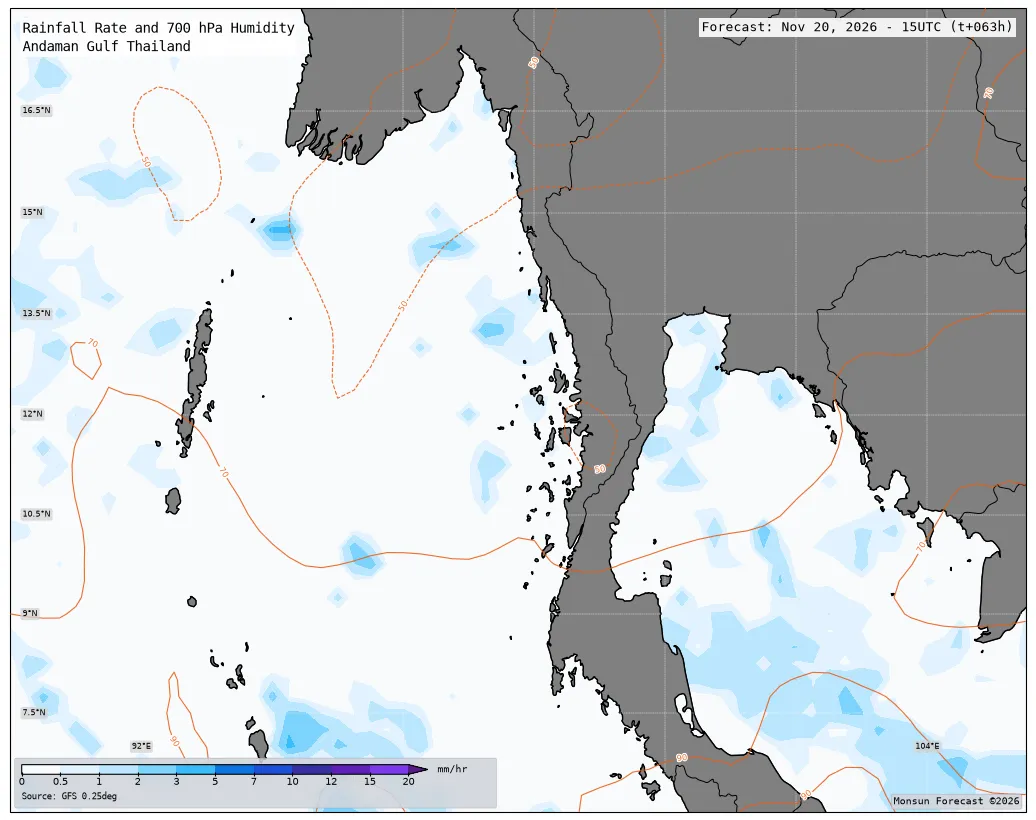 Rainfall Rate and 700 hPa Humidity
Andaman Gulf Thailand
Forecast: Nov 20, 2026 - 15UTC (t+063h)
50
70
16.5°N
50
15°N
50
13.5°N
70
12°N
50
70
10.5°N
70
9°N
7.5°N
90
92°E
104°E
90
90
0 0.5 1 2 3 5 7 10 12 15 20 mm/hr
Source: GFS 0.25deg
Monsun Forecast ©2026